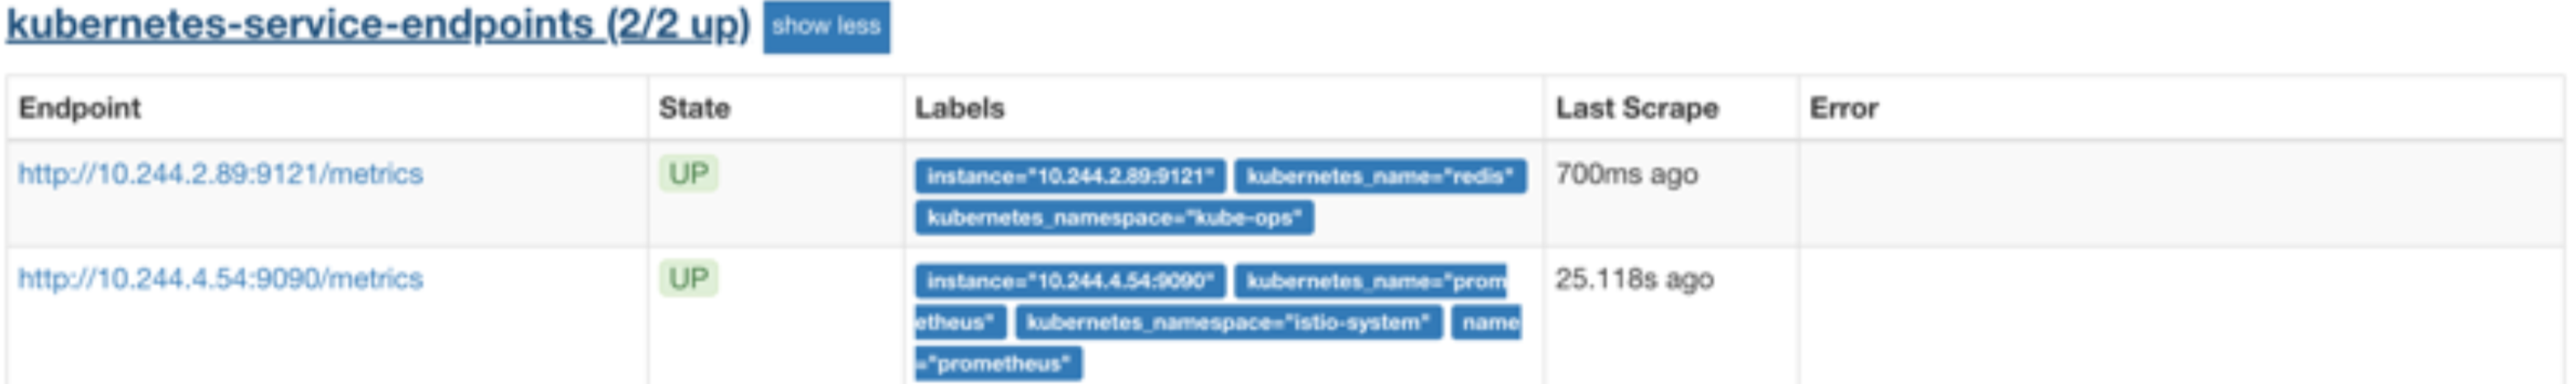 kubernetes-service-endpoints (2/2 up) show less
Endpoint State Labels Last Scrape Error
http://10.244.2.89:9121/metrics UP instance="10.244.2.89:9121" kubernetes_name="redis" 700ms ago
kubernetes_namespace="kube-ops"
http://10.244.4.54:9090/metrics UP instance="10.244.4.54:9090" kubernetes_name="prom 25.118s ago
etheus" kubernetes_namespace="istio-system" name
="prometheus"